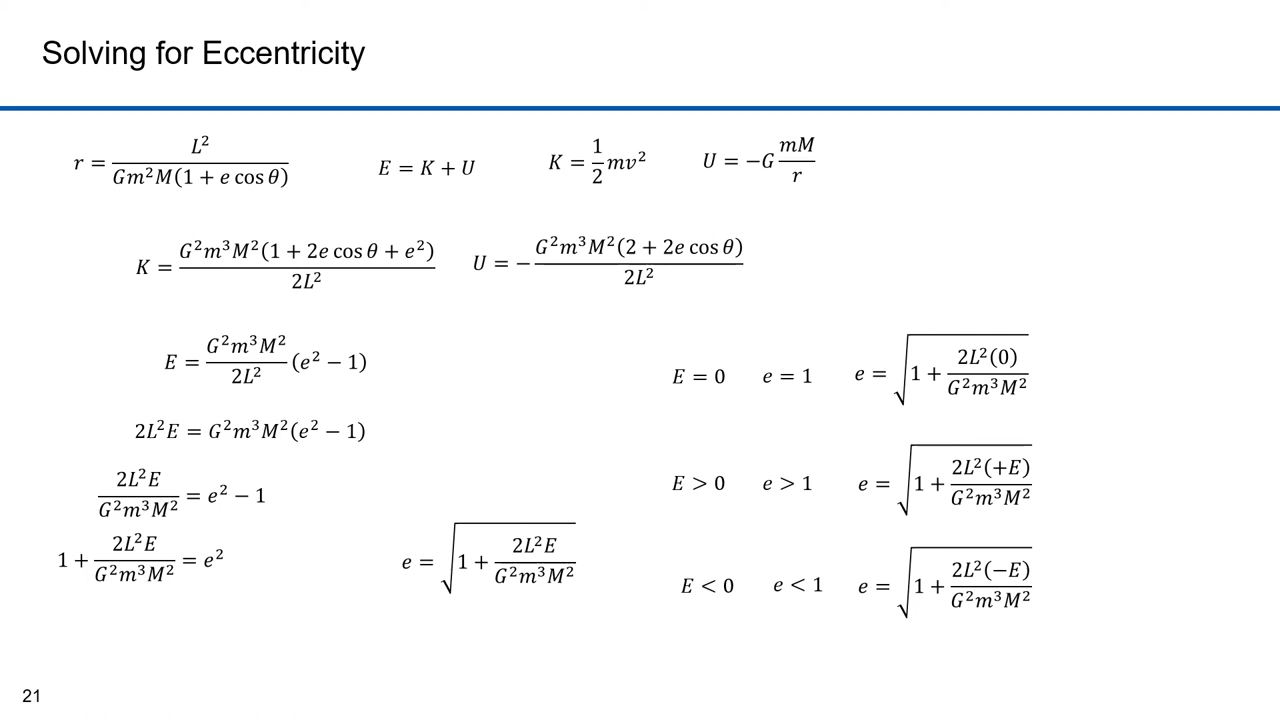 Solving for Eccentricity
r = L² / Gm²M(1 + e cos θ)    E = K + U    K = 1/2 mv²    U = −G mM/r
K = G²m³M²(1 + 2e cos θ + e²) / 2L²    U = − G²m³M²(2 + 2e cos θ) / 2L²
E = G²m³M² / 2L² (e² − 1)
E = 0    e = 1    e = √(1 + 2L²(0) / G²m³M²)
2L²E = G²m³M²(e² − 1)
2L²E / G²m³M² = e² − 1
E > 0    e > 1    e = √(1 + 2L²(+E) / G²m³M²)
1 + 2L²E / G²m³M² = e²    e = √(1 + 2L²E / G²m³M²)
E < 0    e < 1    e = √(1 + 2L²(−E) / G²m³M²)
21